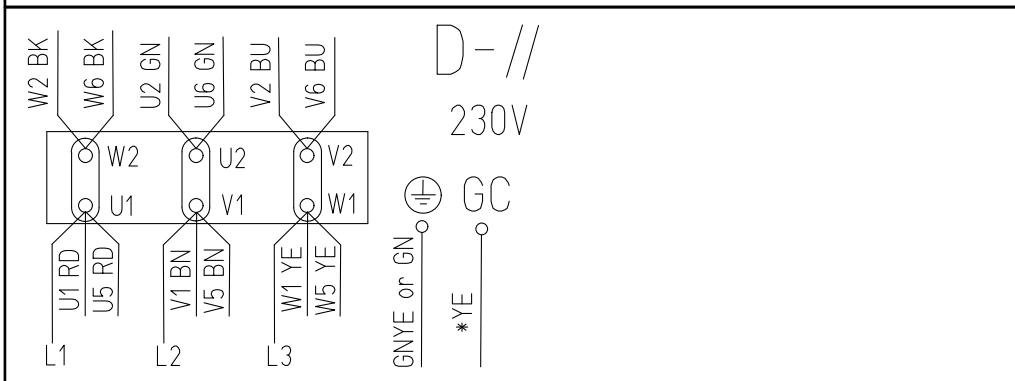 W2 BK
W6 BK
U2 GN
U6 GN
V2 BU
V6 BU
D-//
230V
W2
U2
V2
U1
V1
W1
GC
U1 RD
U5 RD
V1 BN
V5 BN
W1 YE
W5 YE
GNYE or GN
*YE
L1
L2
L3